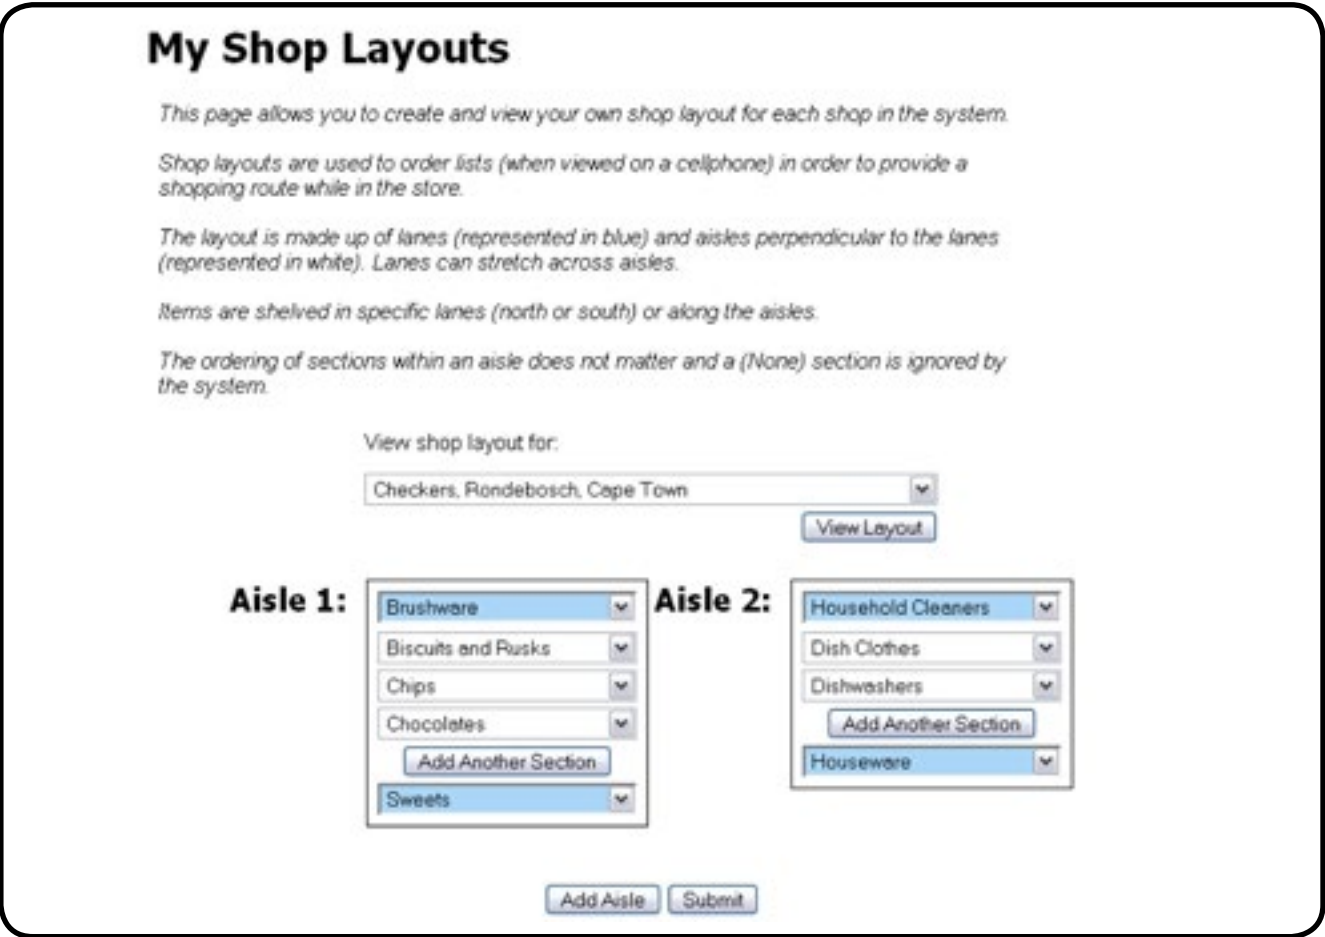 My Shop Layouts
This page allows you to create and view your own shop layout for each shop in the system.
Shop layouts are used to order lists (when viewed on a cellphone) in order to provide a
shopping route while in the store.
The layout is made up of lanes (represented in blue) and aisles perpendicular to the lanes
(represented in white). Lanes can stretch across aisles.
Items are shelved in specific lanes (north or south) or along the aisles.
The ordering of sections within an aisle does not matter and a (None) section is ignored by
the system.
View shop layout for:
Checkers, Rondebosch, Cape Town
View Layout
Aisle 1:
Brushware
Biscuits and Rusks
Chips
Chocolates
Add Another Section
Sweets
Aisle 2:
Household Cleaners
Dish Clothes
Dishwashers
Add Another Section
Houseware
Add Aisle
Submit